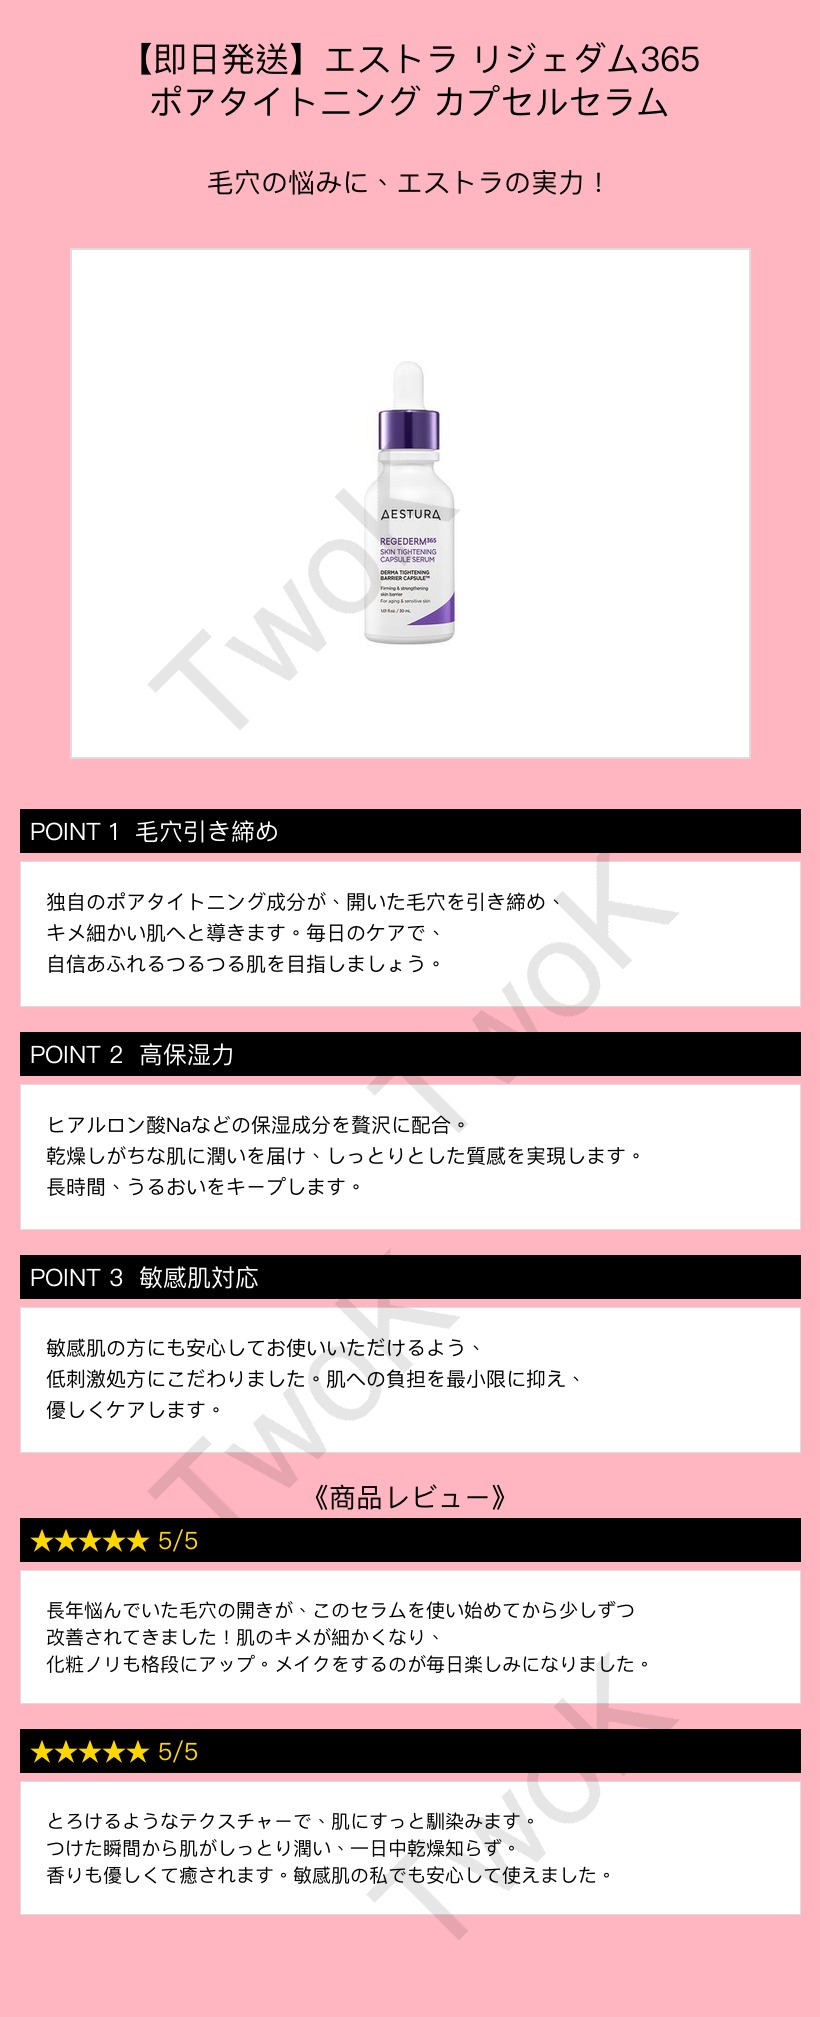 【即日発送】エストラ リジェダム365
ポアタイトニング カプセルセラム
毛穴の悩みに、エストラの実力！
AESTURA
REGEDERM365
SKIN TIGHTENING
CAPSULE SERUM
DERMA TIGHTENING
BARRIER CAPSULE™
Firming & strengthening
skin barrier
For aging & sensitive skin
1.01 fl.oz. / 30 mL
TwoK
POINT 1 毛穴引き締め
独自のポアタイトニング成分が、開いた毛穴を引き締め、
キメ細かい肌へと導きます。毎日のケアで、
自信あふれるつるつる肌を目指しましょう。
TwoK
POINT 2 高保湿力
ヒアルロン酸Naなどの保湿成分を贅沢に配合。
乾燥しがちな肌に潤いを届け、しっとりとした質感を実現します。
長時間、うるおいをキープします。
POINT 3 敏感肌対応
敏感肌の方にも安心してお使いいただけるよう、
低刺激処方にこだわりました。肌への負担を最小限に抑え、
優しくケアします。
TwoK
《商品レビュー》
★★★★★ 5/5
長年悩んでいた毛穴の開きが、このセラムを使い始めてから少しずつ
改善されてきました！肌のキメが細かくなり、
化粧ノリも格段にアップ。メイクをするのが毎日楽しみになりました。
★★★★★ 5/5
とろけるようなテクスチャーで、肌にすっと馴染みます。
つけた瞬間から肌がしっとり潤い、一日中乾燥知らず。
香りも優しくて癒されます。敏感肌の私でも安心して使えました。
TwoK